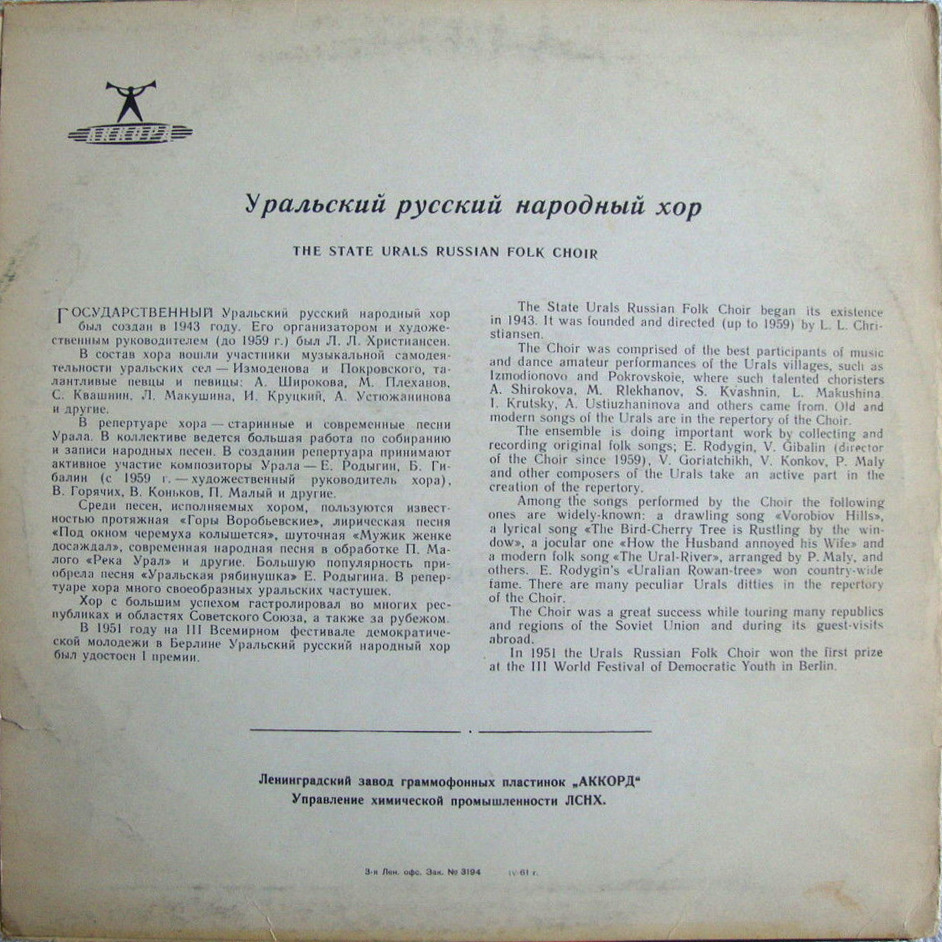 АККОРД
Уральский русский народный хор
THE STATE URALS RUSSIAN FOLK CHOIR
ГОСУДАРСТВЕННЫЙ Уральский русский народный хор
был создан в 1943 году. Его организатором и художе-
ственным руководителем (до 1959 г.) был Л. Л. Христиансен.
В состав хора вошли участники музыкальной самодея-
тельности уральских сел — Измоденова и Покровского, та-
лантливые певцы и певицы: А. Широкова, М. Плеханов,
С. Квашнин, Л. Макушина, И. Круцкий, А. Устюжанинова
и другие.
В репертуаре хора — старинные и современные песни
Урала. В коллективе ведется большая работа по собиранию
и записи народных песен. В создании репертуара принимают
активное участие композиторы Урала — Е. Родыгин, Б. Ги-
балин (с 1959 г. — художественный руководитель хора),
В. Горячих, В. Коньков, П. Малый и другие.
Среди песен, исполняемых хором, пользуются извест-
ностью протяжная «Горы Воробьевские», лирическая песня
«Под окном черемуха колышется», шуточная «Мужик женке
досаждал», современная народная песня в обработке П. Ма-
лого «Река Урал» и другие. Большую популярность при-
обрела песня «Уральская рябинушка» Е. Родыгина. В репер-
туаре хора много своеобразных уральских частушек.
Хор с большим успехом гастролировал во многих рес-
публиках и областях Советского Союза, а также за рубежом.
В 1951 году на III Всемирном фестивале демократиче-
ской молодежи в Берлине Уральский русский народный хор
был удостоен I премии.
The State Urals Russian Folk Choir began its existence
in 1943. It was founded and directed (up to 1959) by L. L. Chri-
stiansen.
The Choir was comprised of the best participants of music
and dance amateur performances of the Urals villages, such as
Izmodionovo and Pokrovskoie, where such talented choristers
A. Shirokova, M. Rlekhanov, S. Kvashnin, L. Makushina,
I. Krutsky, A. Ustiuzhaninova and others came from. Old and
modern songs of the Urals are in the repertory of the Choir.
The ensemble is doing important work by collecting and
recording original folk songs; E. Rodygin, V. Gibalin (director
of the Choir since 1959), V. Goriatchikh, V. Konkov, P. Maly
and other composers of the Urals take an active part in the
creation of the repertory.
Among the songs performed by the Choir the following
ones are widely-known: a drawling song «Vorobiov Hills»,
a lyrical song «The Bird-Cherry Tree is Rustling by the win-
dow», a jocular one «How the Husband annoyed his Wife» and
a modern folk song «The Ural-River», arranged by P. Maly, and
others. E. Rodygin's «Uralian Rowan-tree» won country-wide
fame. There are many peculiar Urals ditties in the repertory
of the Choir.
The Choir was a great success while touring many republics
and regions of the Soviet Union and during its guest-visits
abroad.
In 1951 the Urals Russian Folk Choir won the first prize
at the III World Festival of Democratic Youth in Berlin.
Ленинградский завод граммофонных пластинок „АККОРД“
Управление химической промышленности ЛСНХ.
3-я Лен. офс. Зак. № 3194 IV-61 г.